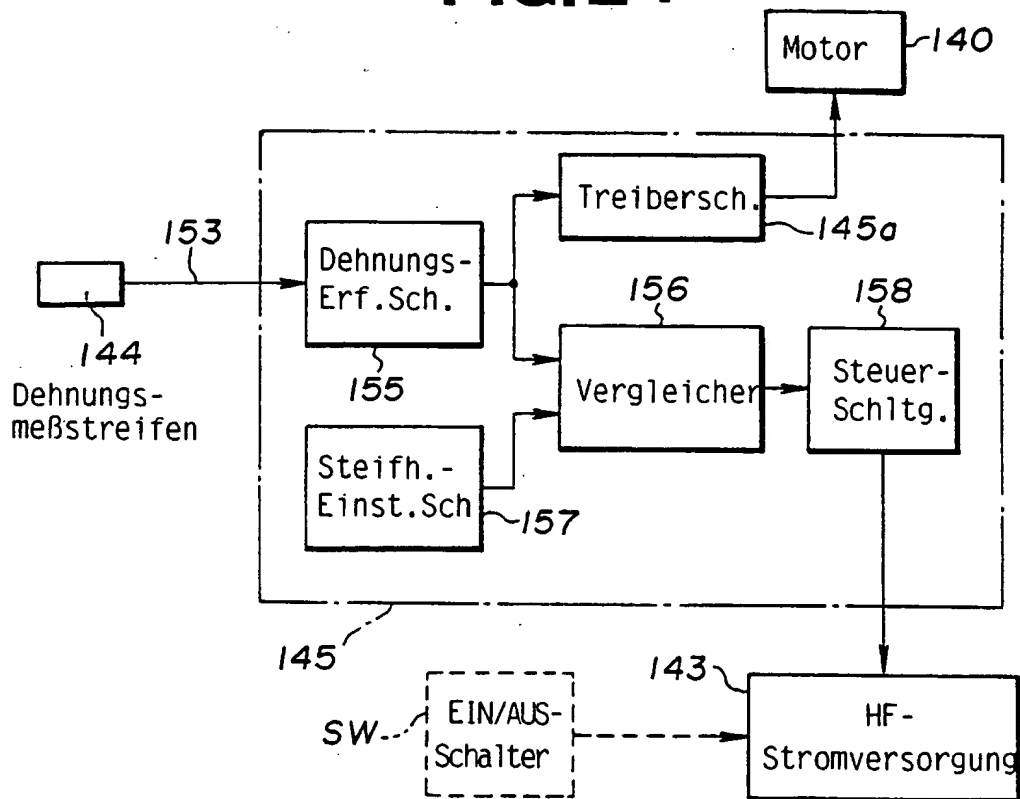 Motor
140
Treibersch.
145a
153
Dehnungs-
Erf.Sch.
155
144
Dehnungs-
meßstreifen
156
Vergleicher
158
Steuer-
Schltg.
Steifh.-
Einst.Sch
157
145
SW
EIN/AUS-
Schalter
143
HF-
Stromversorgung